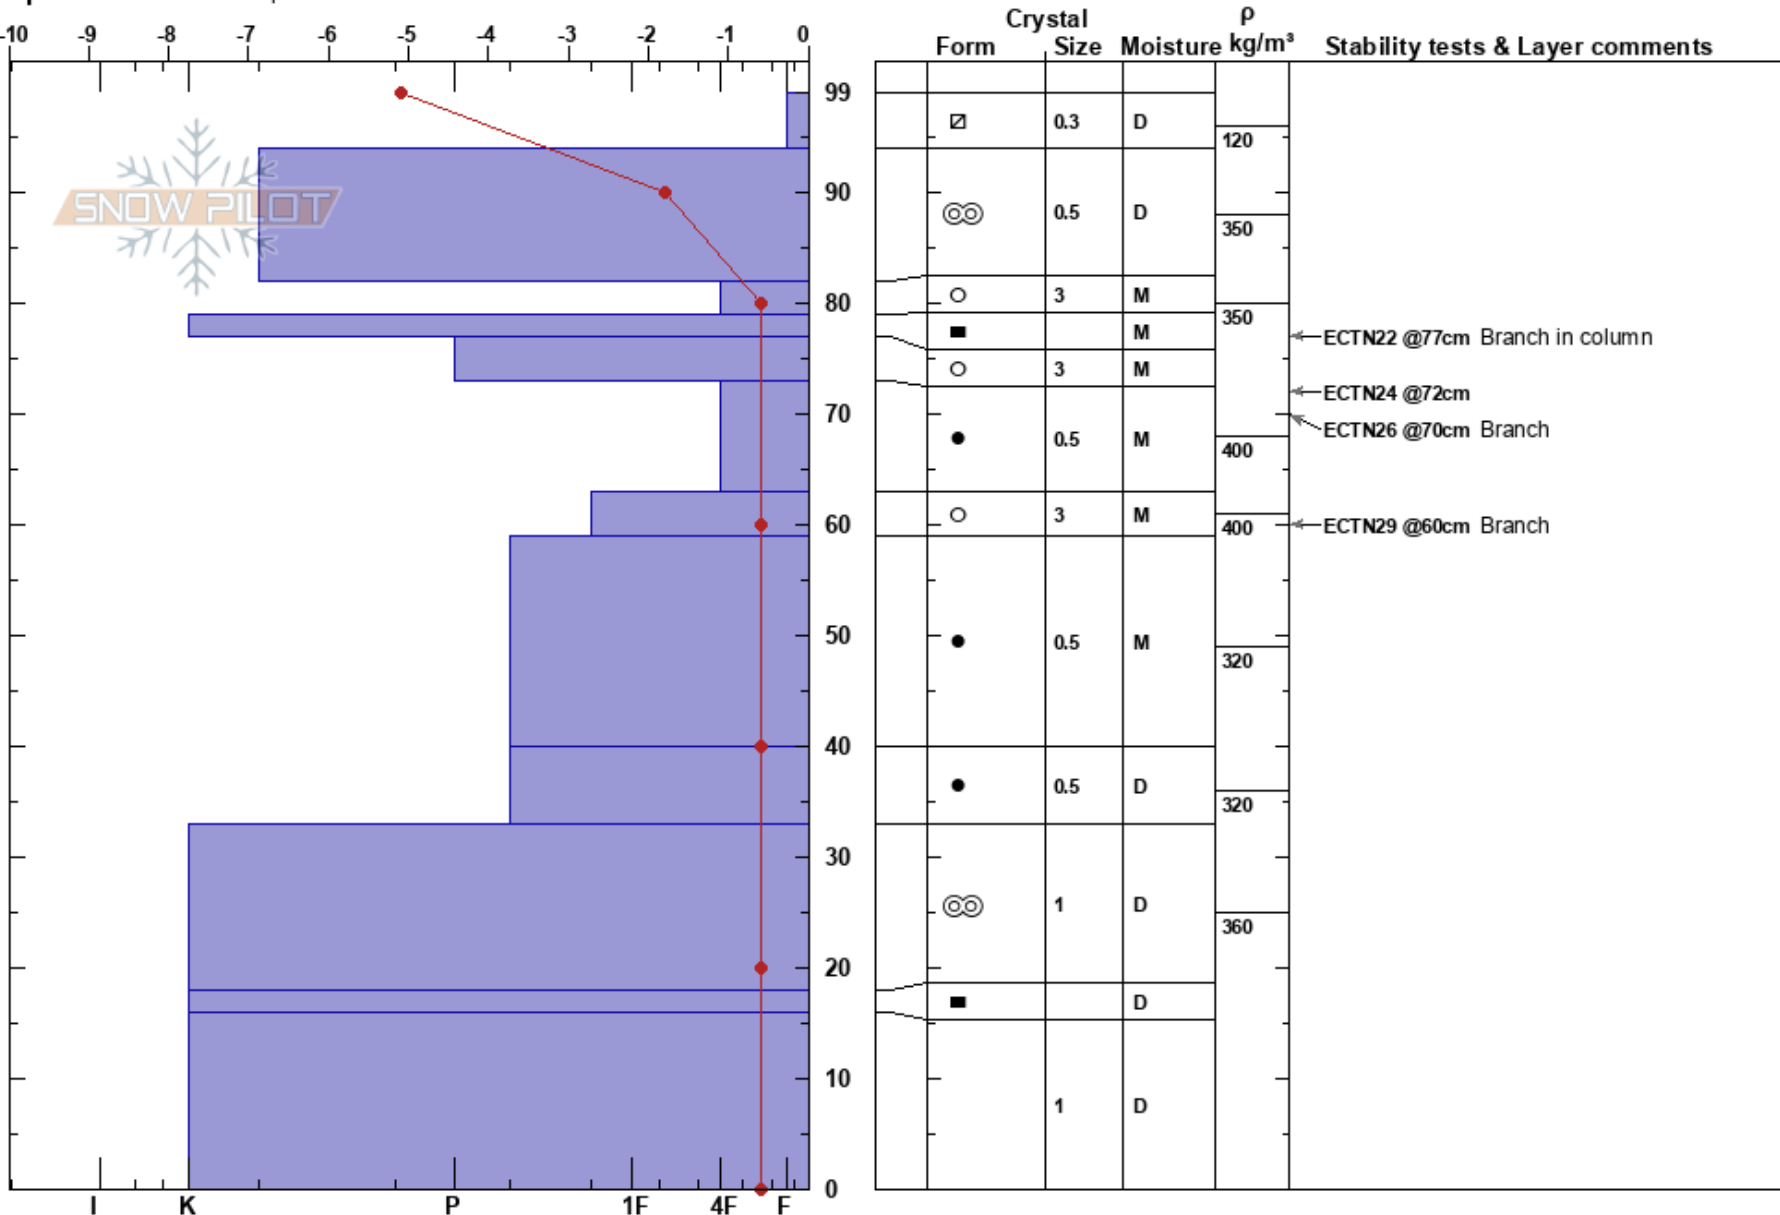 Crystal ρ
-10 -9 -8 -7 -6 -5 -4 -3 -2 -1 0 Form Size Moisture kg/m³ Stability tests & Layer comments
99
0.3 D
120
SNOW PILOT 90
0.5 D
350
80 3 M
350
M ECTN22 @77cm Branch in column
3 M
ECTN24 @72cm
70
ECTN26 @70cm Branch
0.5 M
400
3 M
60 400 ECTN29 @60cm Branch
50 0.5 M
320
40
0.5 D
320
30
1 D
360
20
D
10
1 D
0
I K P 1F 4F F